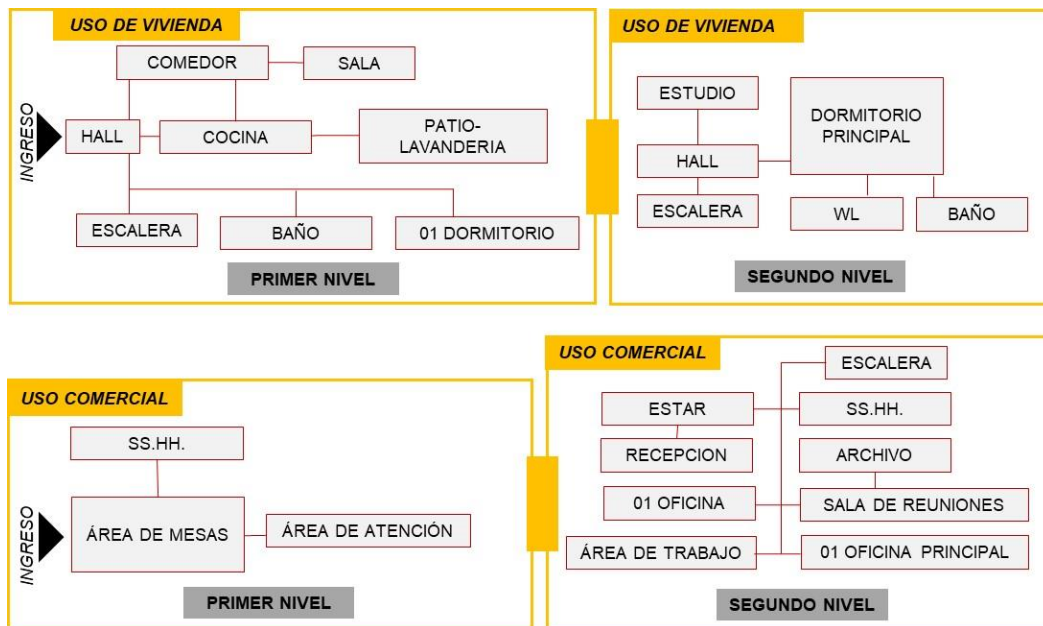 USO DE VIVIENDA
COMEDOR
SALA
INGRESO
HALL
COCINA
PATIO-
LAVANDERIA
ESCALERA
BAÑO
01 DORMITORIO
PRIMER NIVEL
USO DE VIVIENDA
ESTUDIO
DORMITORIO
PRINCIPAL
HALL
ESCALERA
WL
BAÑO
SEGUNDO NIVEL
USO COMERCIAL
SS.HH.
INGRESO
ÁREA DE MESAS
ÁREA DE ATENCIÓN
PRIMER NIVEL
USO COMERCIAL
ESCALERA
ESTAR
SS.HH.
RECEPCION
ARCHIVO
01 OFICINA
SALA DE REUNIONES
ÁREA DE TRABAJO
01 OFICINA PRINCIPAL
SEGUNDO NIVEL